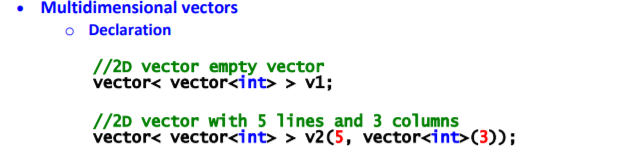 • Multidimensional vectors
o Declaration
//2D vector empty vector
vector< vector<int> > v1;
//2D vector with 5 lines and 3 columns
vector< vector<int> > v2(5, vector<int>(3));